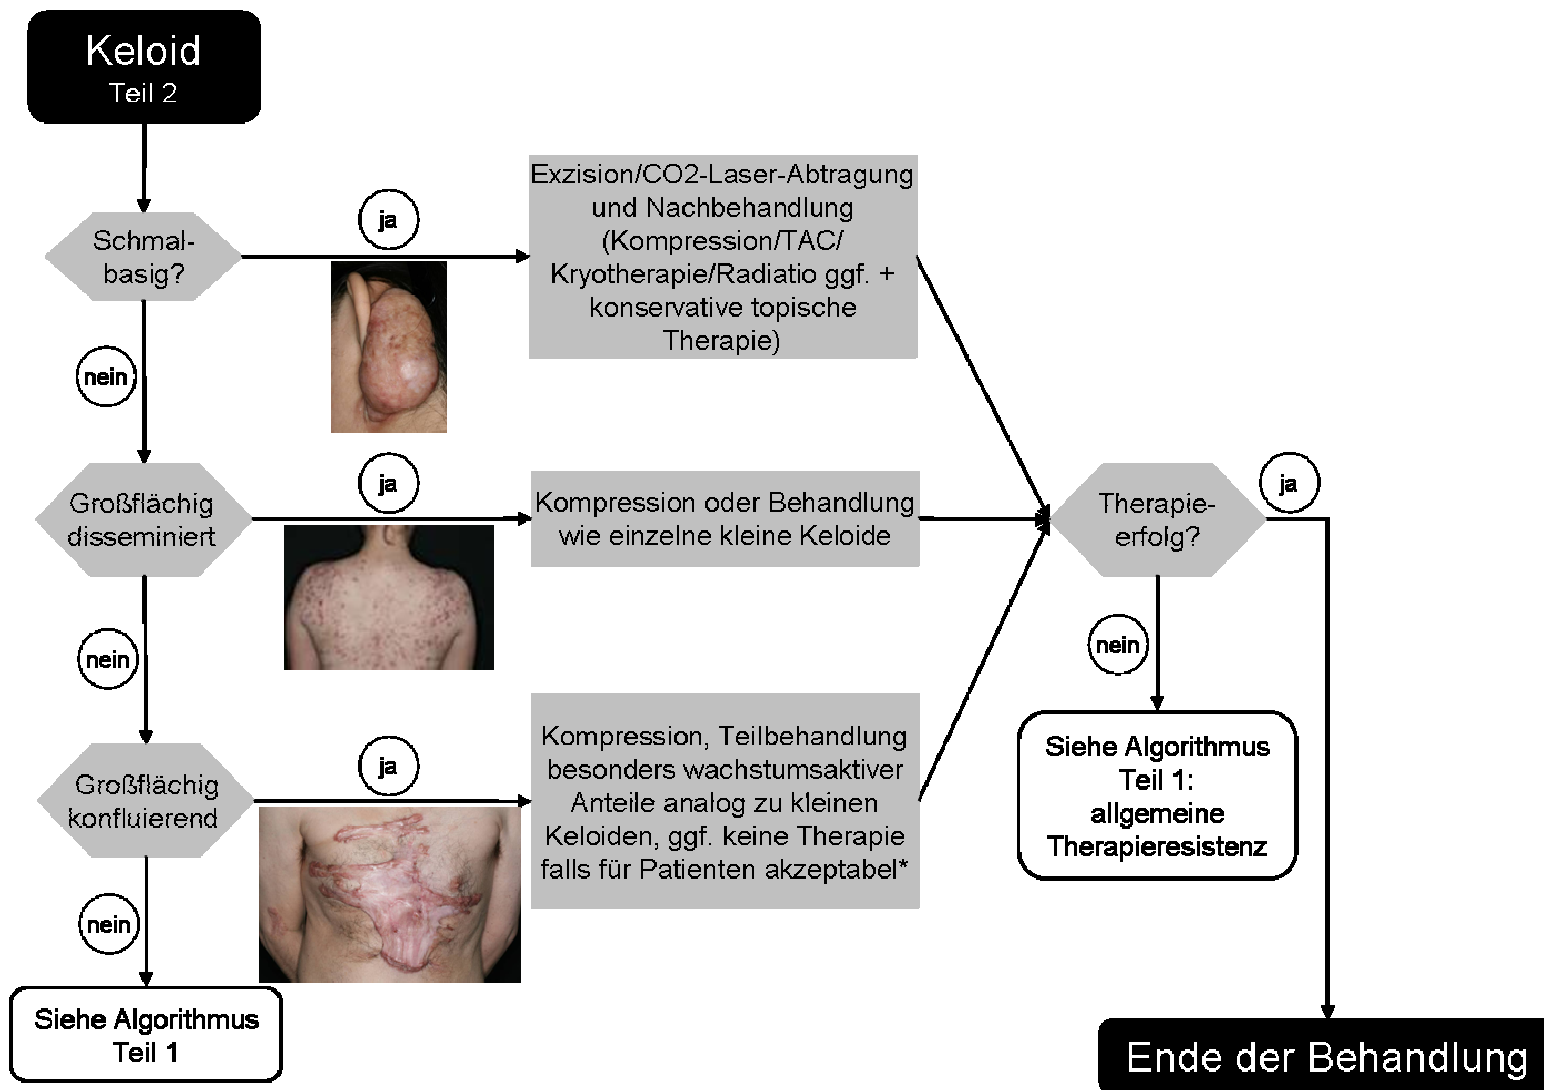 Keloid
Teil 2
Schmal-
basig?
ja
Exzision/CO2-Laser-Abtragung
und Nachbehandlung
(Kompression/TAC/
Kryotherapie/Radiatio ggf. +
konservative topische
Therapie)
nein
Großflächig
disseminiert
ja
Kompression oder Behandlung
wie einzelne kleine Keloide
nein
Großflächig
konfluierend
ja
Kompression, Teilbehandlung
besonders wachstumsaktiver
Anteile analog zu kleinen
Keloiden, ggf. keine Therapie
falls für Patienten akzeptabel*
nein
Siehe Algorithmus
Teil 1
Therapie-
erfolg?
ja
nein
Siehe Algorithmus
Teil 1:
allgemeine
Therapieresistenz
Ende der Behandlung